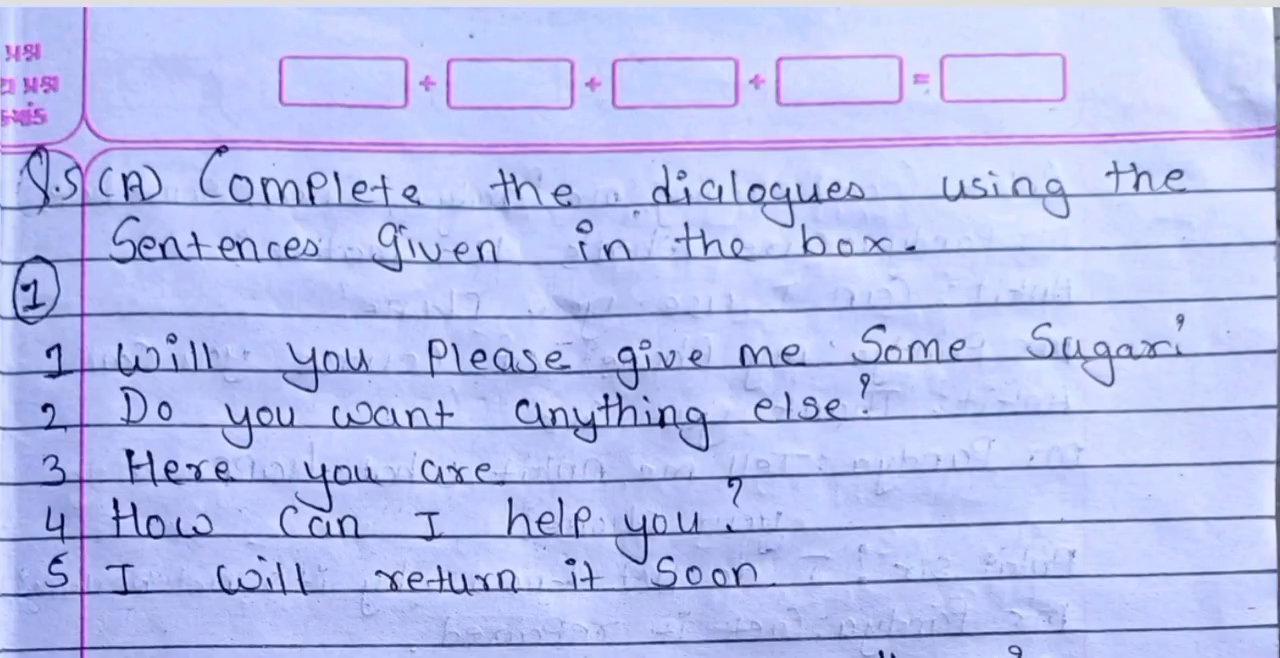 પ્રશ્ન
+ + + =
Q.5 (A) Complete the dialogues using the
Sentences given in the box.
1
1 Will you Please give me Some Sugar?
2 Do you want anything else?
3 Here you are
4 How can I help you?
5 I will return it Soon.